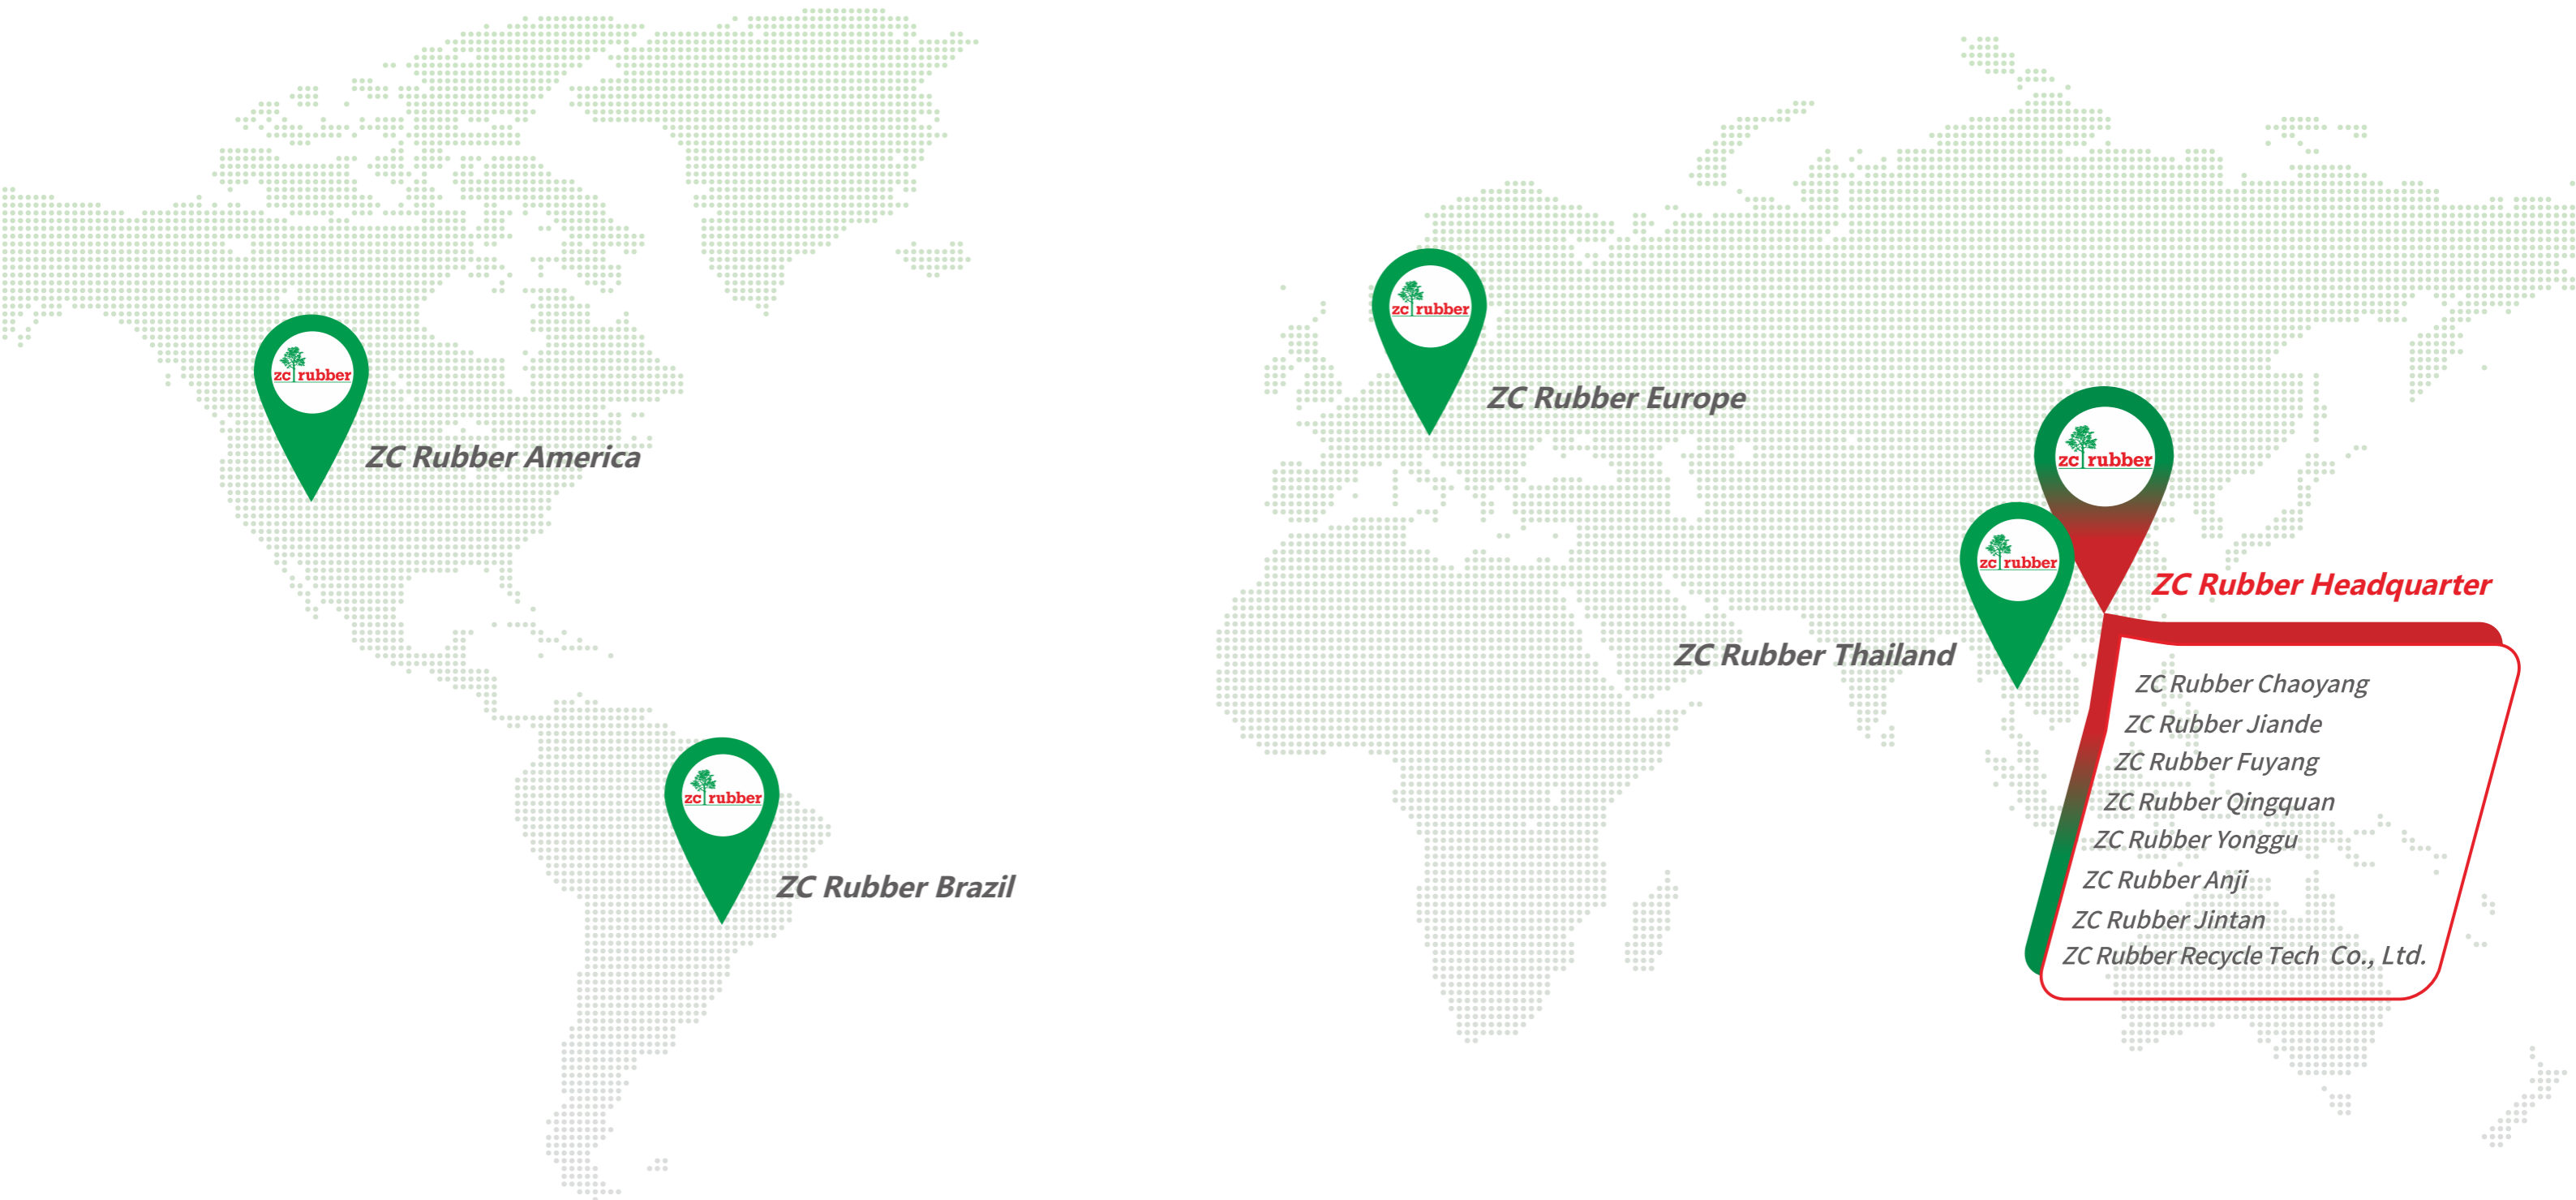 zc rubber
ZC Rubber America
zc rubber
ZC Rubber Europe
zc rubber
ZC Rubber Headquarter
zc rubber
ZC Rubber Thailand
ZC Rubber Chaoyang
ZC Rubber Jiande
ZC Rubber Fuyang
ZC Rubber Qingquan
ZC Rubber Yonggu
ZC Rubber Anji
ZC Rubber Jintan
ZC Rubber Recycle Tech Co., Ltd.
zc rubber
ZC Rubber Brazil